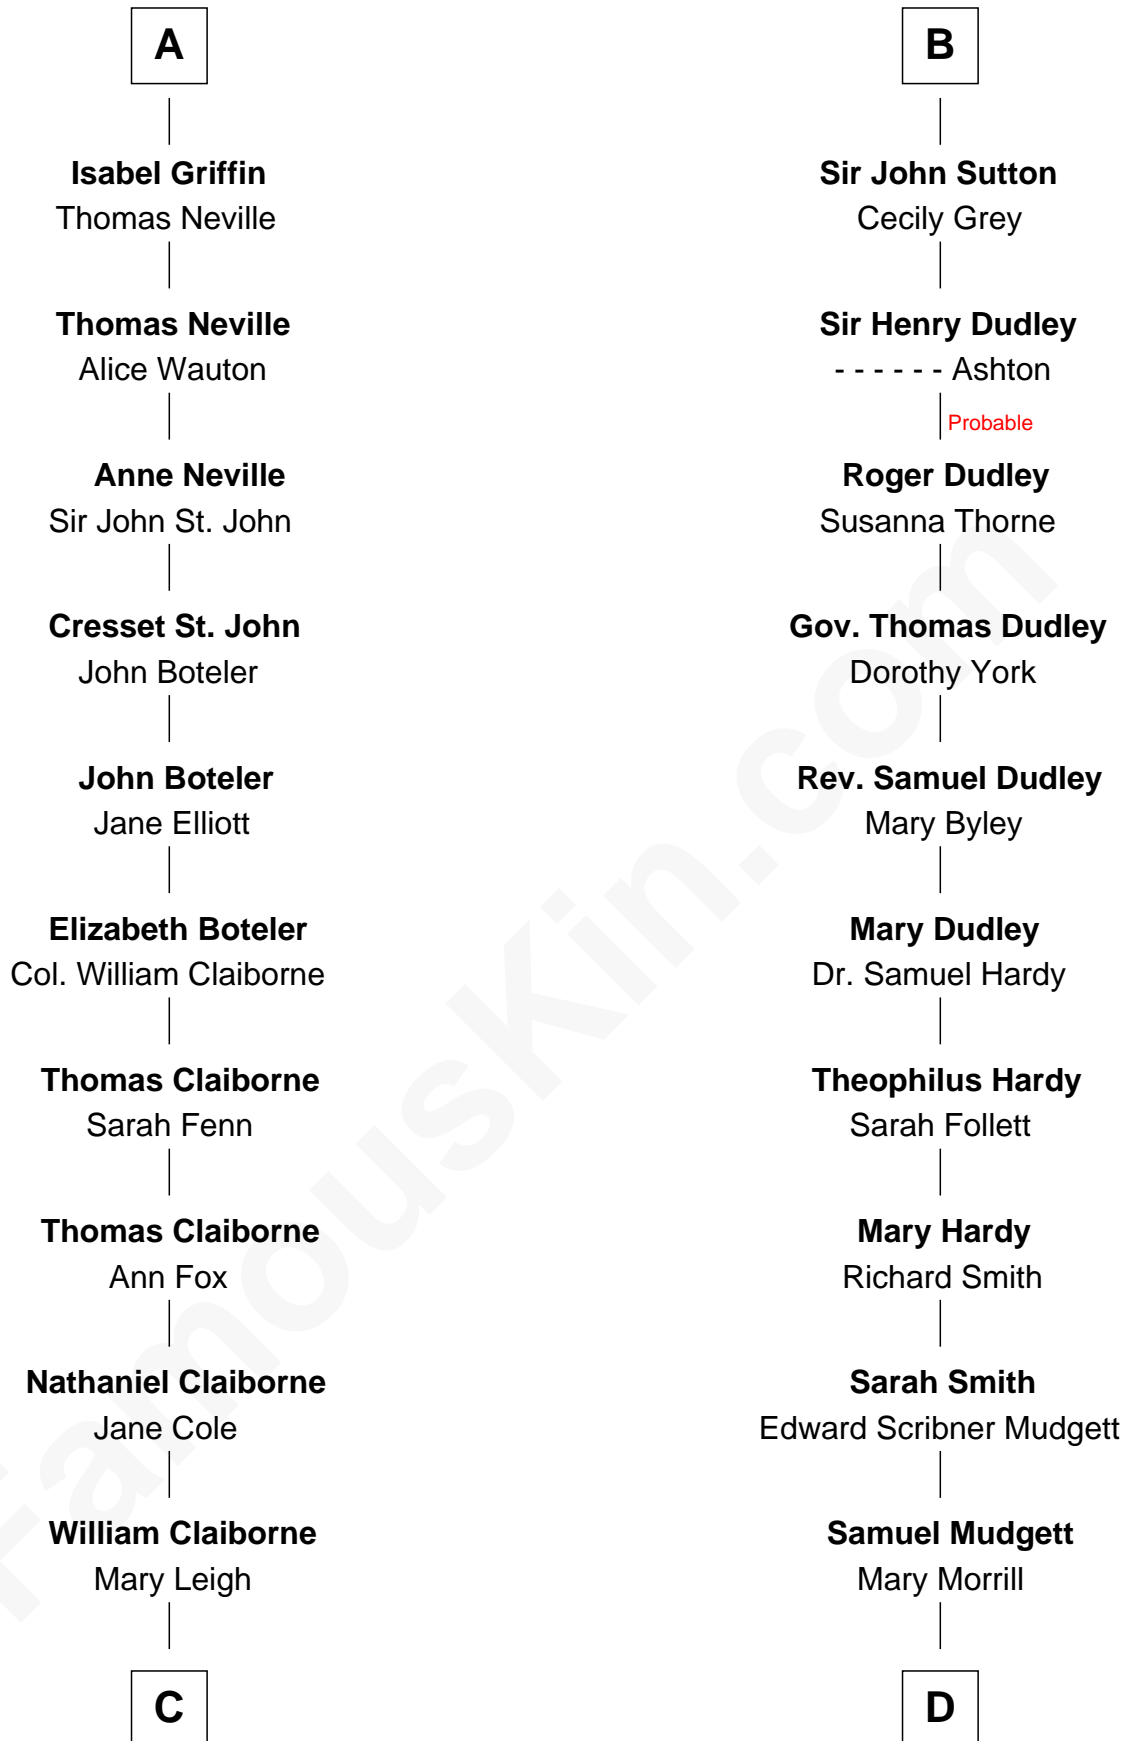 A
Isabel Griffin
Thomas Neville
Thomas Neville
Alice Wauton
Anne Neville
Sir John St. John
Cresset St. John
John Boteler
John Boteler
Jane Elliott
Elizabeth Boteler
Col. William Claiborne
Thomas Claiborne
Sarah Fenn
Thomas Claiborne
Ann Fox
Nathaniel Claiborne
Jane Cole
William Claiborne
Mary Leigh
C
B
Sir John Sutton
Cecily Grey
Sir Henry Dudley
- - - - - - Ashton
Probable
Roger Dudley
Susanna Thorne
Gov. Thomas Dudley
Dorothy York
Rev. Samuel Dudley
Mary Byley
Mary Dudley
Dr. Samuel Hardy
Theophilus Hardy
Sarah Follett
Mary Hardy
Richard Smith
Sarah Smith
Edward Scribner Mudgett
Samuel Mudgett
Mary Morrill
D
FamousKin.com